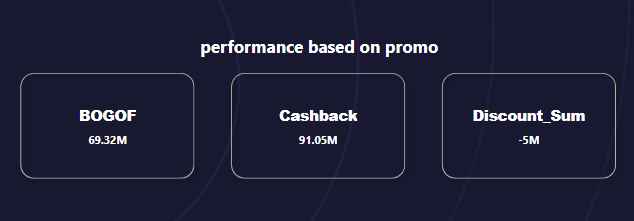 performance based on promo
BOGOF
69.32M
Cashback
91.05M
Discount_Sum
-5M